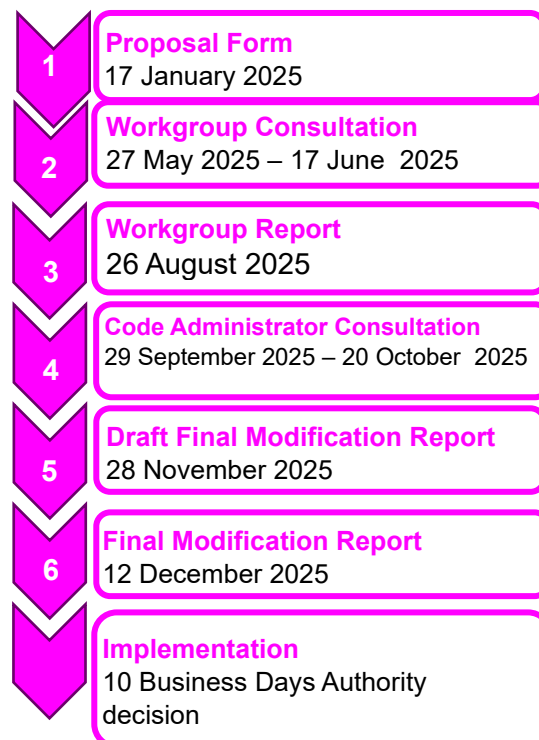 1
Proposal Form
17 January 2025
2
Workgroup Consultation
27 May 2025 – 17 June  2025
3
Workgroup Report
26 August 2025
4
Code Administrator Consultation
29 September 2025 – 20 October  2025
5
Draft Final Modification Report
28 November 2025
6
Final Modification Report
12 December 2025
Implementation
10 Business Days Authority
decision